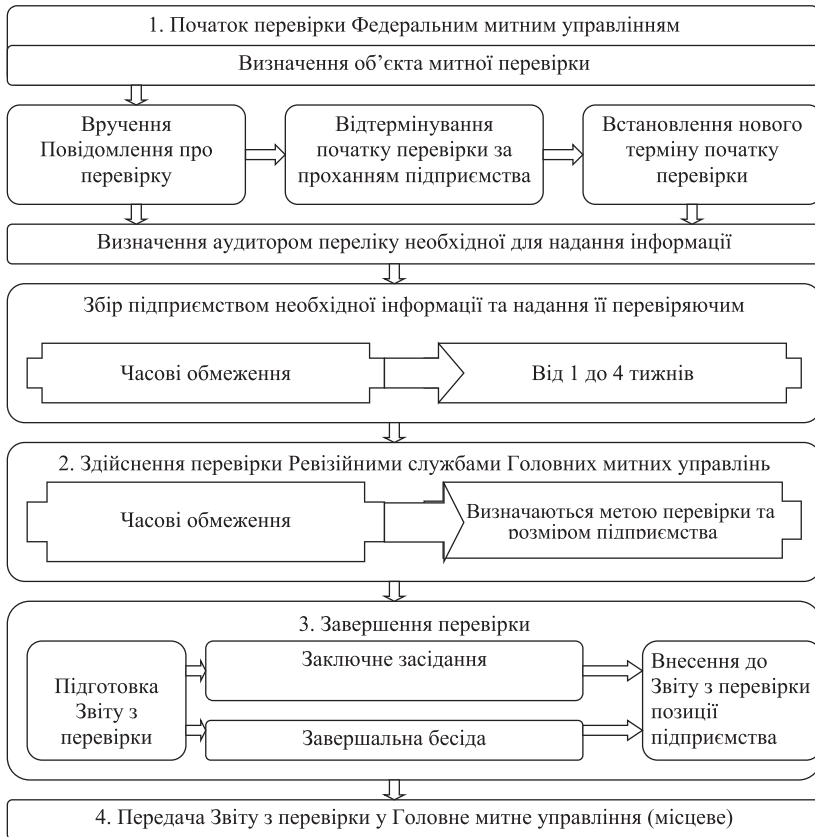 1. Початок перевірки Федеральним митним управлінням
Визначення об’єкта митної перевірки
Вручення
Повідомлення про
перевірку
Відтермінування
початку перевірки за
проханням підприємства
Встановлення нового
терміну початку
перевірки
Визначення аудитором переліку необхідної для надання інформації
Збір підприємством необхідної інформації та надання її перевіряючим
Часові обмеження
Від 1 до 4 тижнів
2. Здійснення перевірки Ревізійними службами Головних митних управлінь
Часові обмеження
Визначаються метою перевірки та
розміром підприємства
3. Завершення перевірки
Підготовка
Звіту з
перевірки
Заключне засідання
Завершальна бесіда
Внесення до
Звіту з перевірки
позиції
підприємства
4. Передача Звіту з перевірки у Головне митне управління (місцеве)